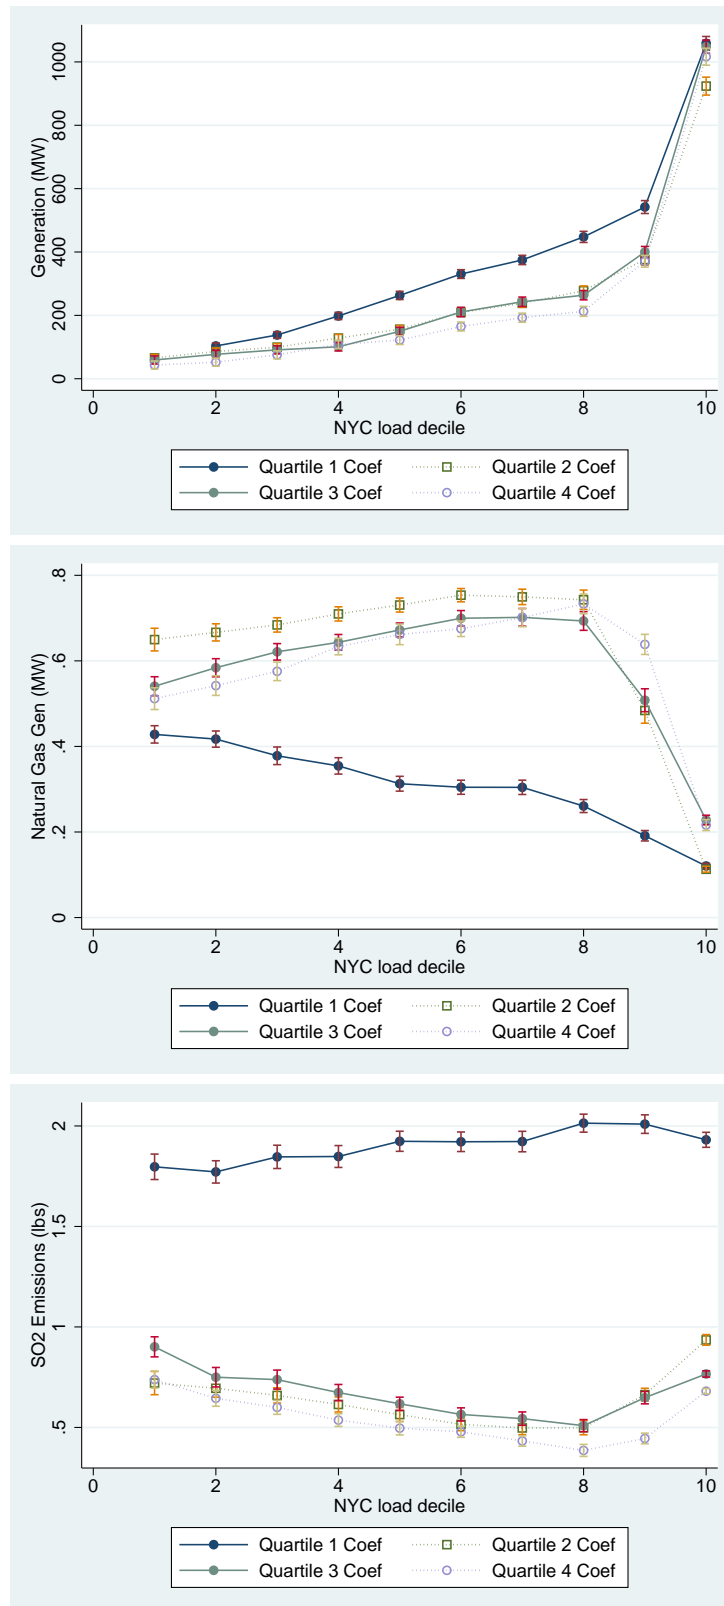 1000
800
600
400
200
0
Generation (MW)
0 2 4 6 8 10
NYC load decile
Quartile 1 Coef Quartile 2 Coef
Quartile 3 Coef Quartile 4 Coef
.8
.6
.4
.2
0
Natural Gas Gen (MW)
0 2 4 6 8 10
NYC load decile
Quartile 1 Coef Quartile 2 Coef
Quartile 3 Coef Quartile 4 Coef
2
1.5
1
.5
SO2 Emissions (lbs)
0 2 4 6 8 10
NYC load decile
Quartile 1 Coef Quartile 2 Coef
Quartile 3 Coef Quartile 4 Coef